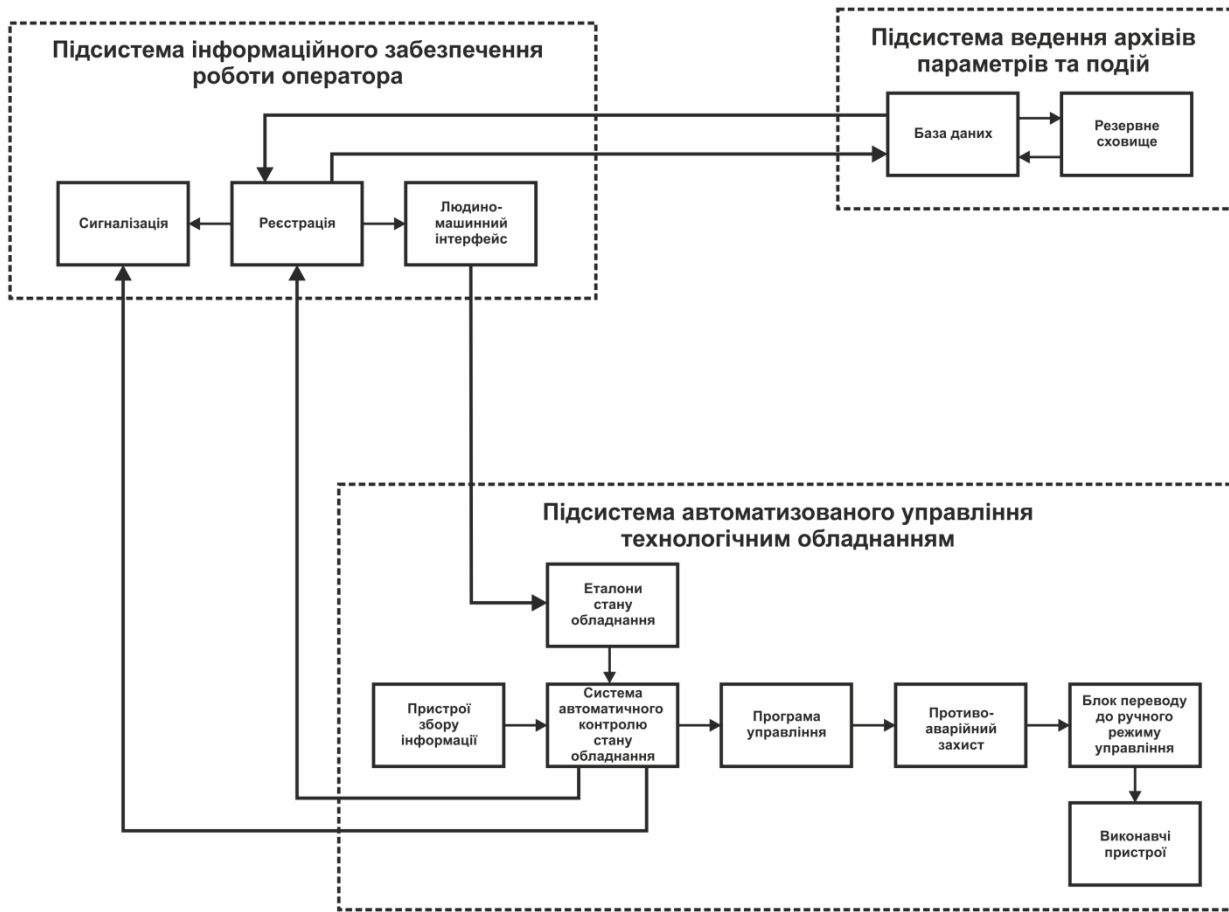 Підсистема інформаційного забезпечення
роботи оператора
Підсистема ведення архівів
параметрів та подій
База даних
Резервне
сховище
Сигналізація
Реєстрація
Людино-
машинний
інтерфейс
Підсистема автоматизованого управління
технологічним обладнанням
Еталони
стану
обладнання
Пристрої
збору
інформації
Система
автоматичного
контролю
стану
обладнання
Програма
управління
Противо-
аварійний
захист
Блок переводу
до ручного
режиму
управління
Виконавчі
пристрої